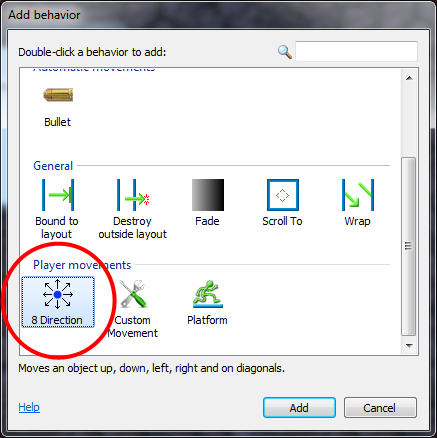 Add behavior
Double-click a behavior to add:
Automatic movements
Bullet
General
Bound to layout
Destroy outside layout
Fade
Scroll To
Wrap
Player movements
8 Direction
Custom Movement
Platform
Moves an object up, down, left, right and on diagonals.
Help
Add
Cancel